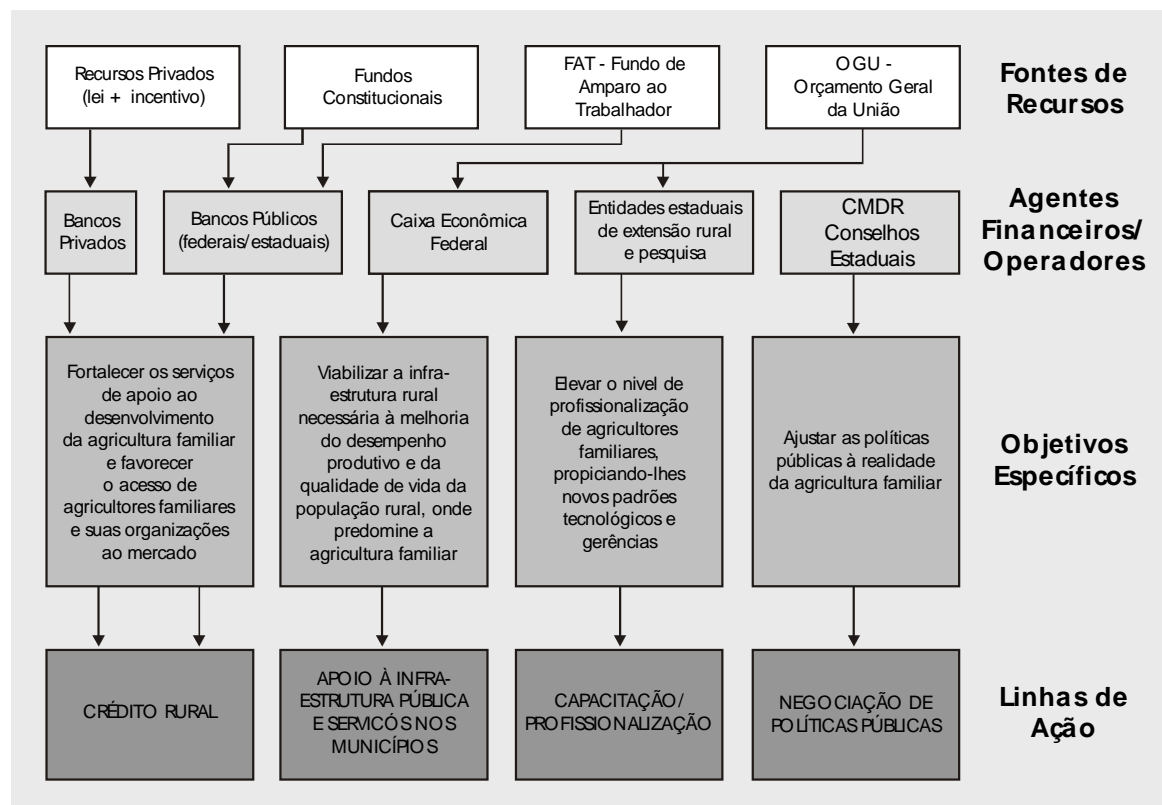 Recursos Privados
(lei + incentivo)
Fundos
Constitucionais
FAT - Fundo de
Amparo ao
Trabalhador
OGU -
Orçamento Geral
da União
Fontes de
Recursos
Bancos
Privados
Bancos Públicos
(federais/estaduais)
Caixa Econômica
Federal
Entidades estaduais
de extensão rural
e pesquisa
CMDR
Conselhos
Estaduais
Agentes
Financeiros/
Operadores
Fortalecer os serviços
de apoio ao
desenvolvimento
da agricultura familiar
e favorecer
o acesso de
agricultores familiares
e suas organizações
ao mercado
Viabilizar a infra-
estrutura rural
necessária à melhoria
do desempenho
produtivo e da
qualidade de vida da
população rural, onde
predomine a
agricultura familiar
Elevar o nivel de
profissionalização
de agricultores
familiares,
propiciando-lhes
novos padrões
tecnológicos e
gerências
Ajustar as políticas
públicas à realidade
da agricultura familiar
Objetivos
Específicos
CRÉDITO RURAL
APOIO À INFRA-
ESTRUTURA PÚBLICA
E SERVICÓS NOS
MUNICÍPIOS
CAPACITAÇÃO/
PROFISSIONALIZAÇÃO
NEGOCIAÇÃO DE
POLÍTICAS PÚBLICAS
Linhas de
Ação